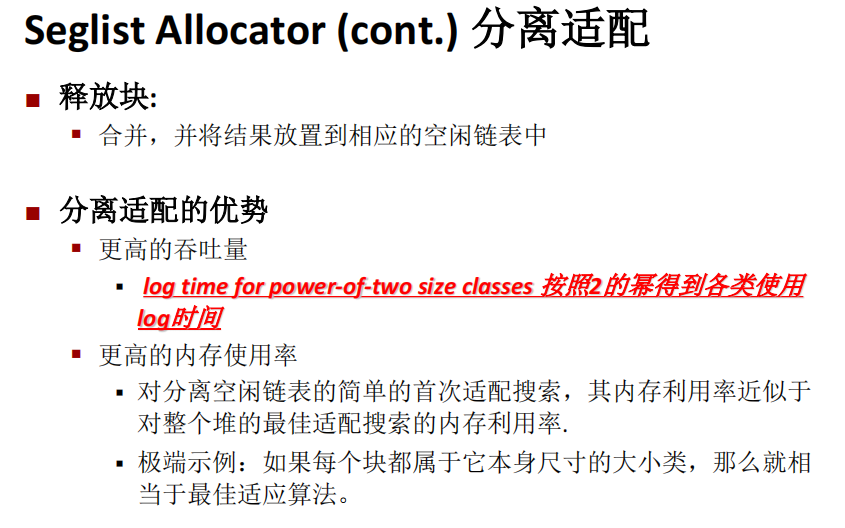 Seglist Allocator (cont.) 分离适配
释放块:
合并，并将结果放置到相应的空闲链表中
分离适配的优势
更高的吞吐量
log time for power-of-two size classes 按照2的幂得到各类使用
log时间
更高的内存使用率
对分离空闲链表的简单的首次适配搜索，其内存利用率近似于
对整个堆的最佳适配搜索的内存利用率.
极端示例：如果每个块都属于它本身尺寸的大小类，那么就相
当于最佳适应算法。